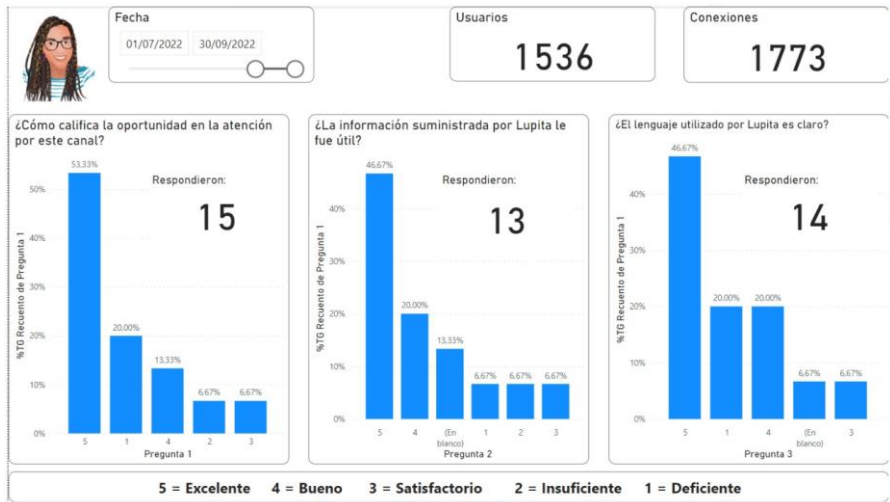 Fecha
01/07/2022 30/09/2022
Usuarios
1536
Conexiones
1773
¿Cómo califica la oportunidad en la atención
por este canal?
53.33%
Respondieron:
15
50%
40%
30%
20%
10%
0%
%TG Recuento de Pregunta 1
20.00%
13.33%
6.67% 6.67%
5 1 4 2 3
Pregunta 1
¿La información suministrada por Lupita le
fue útil?
46.67%
Respondieron:
13
40%
30%
20%
10%
0%
%TG Recuento de Pregunta 1
20.00%
13.33%
6.67% 6.67% 6.67%
5 4 (En 1 2 3
blanco)
Pregunta 2
¿El lenguaje utilizado por Lupita es claro?
46.67%
Respondieron:
14
40%
30%
20%
10%
0%
%TG Recuento de Pregunta 1
20.00% 20.00%
6.67% 6.67%
5 1 4 (En 3
blanco)
Pregunta 3
5 = Excelente 4 = Bueno 3 = Satisfactorio 2 = Insuficiente 1 = Deficiente